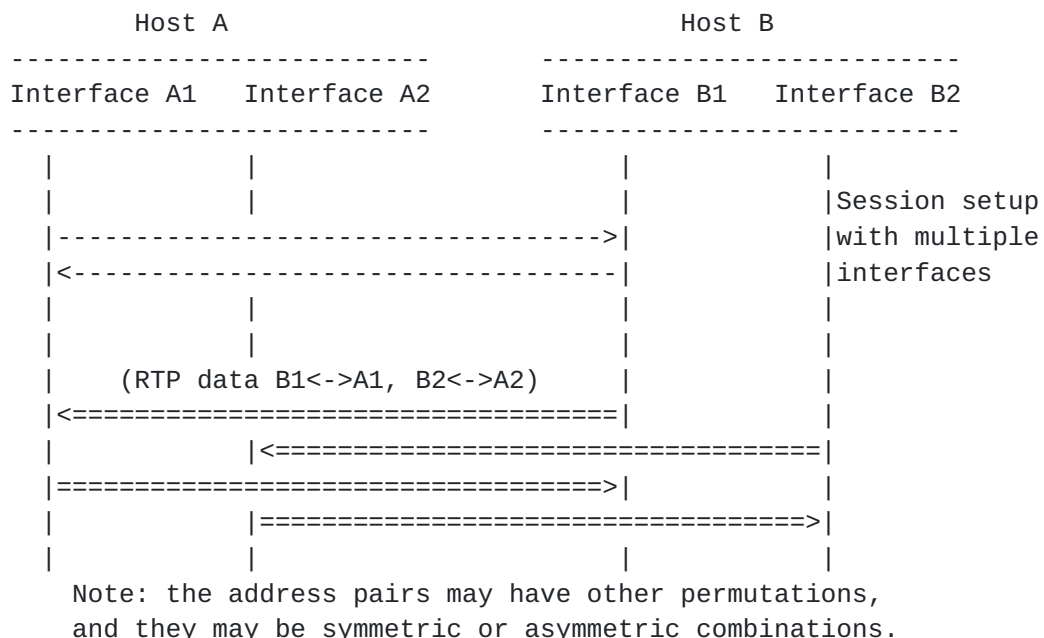 Host A                             Host B
---------------------------       ---------------------------
Interface A1   Interface A2       Interface B1   Interface B2
---------------------------       ---------------------------
  |            |                       |            |
  |            |                       |            |Session setup
  |----------------------------------->|            |with multiple
  |<-----------------------------------|            |interfaces
  |            |                       |            |
  |            |                       |            |
  |    (RTP data B1<->A1, B2<->A2)     |            |
  |<===================================|            |
  |            |<===================================|
  |===================================>|            |
  |            |===================================>|
  |            |                       |            |
    Note: the address pairs may have other permutations,
    and they may be symmetric or asymmetric combinations.